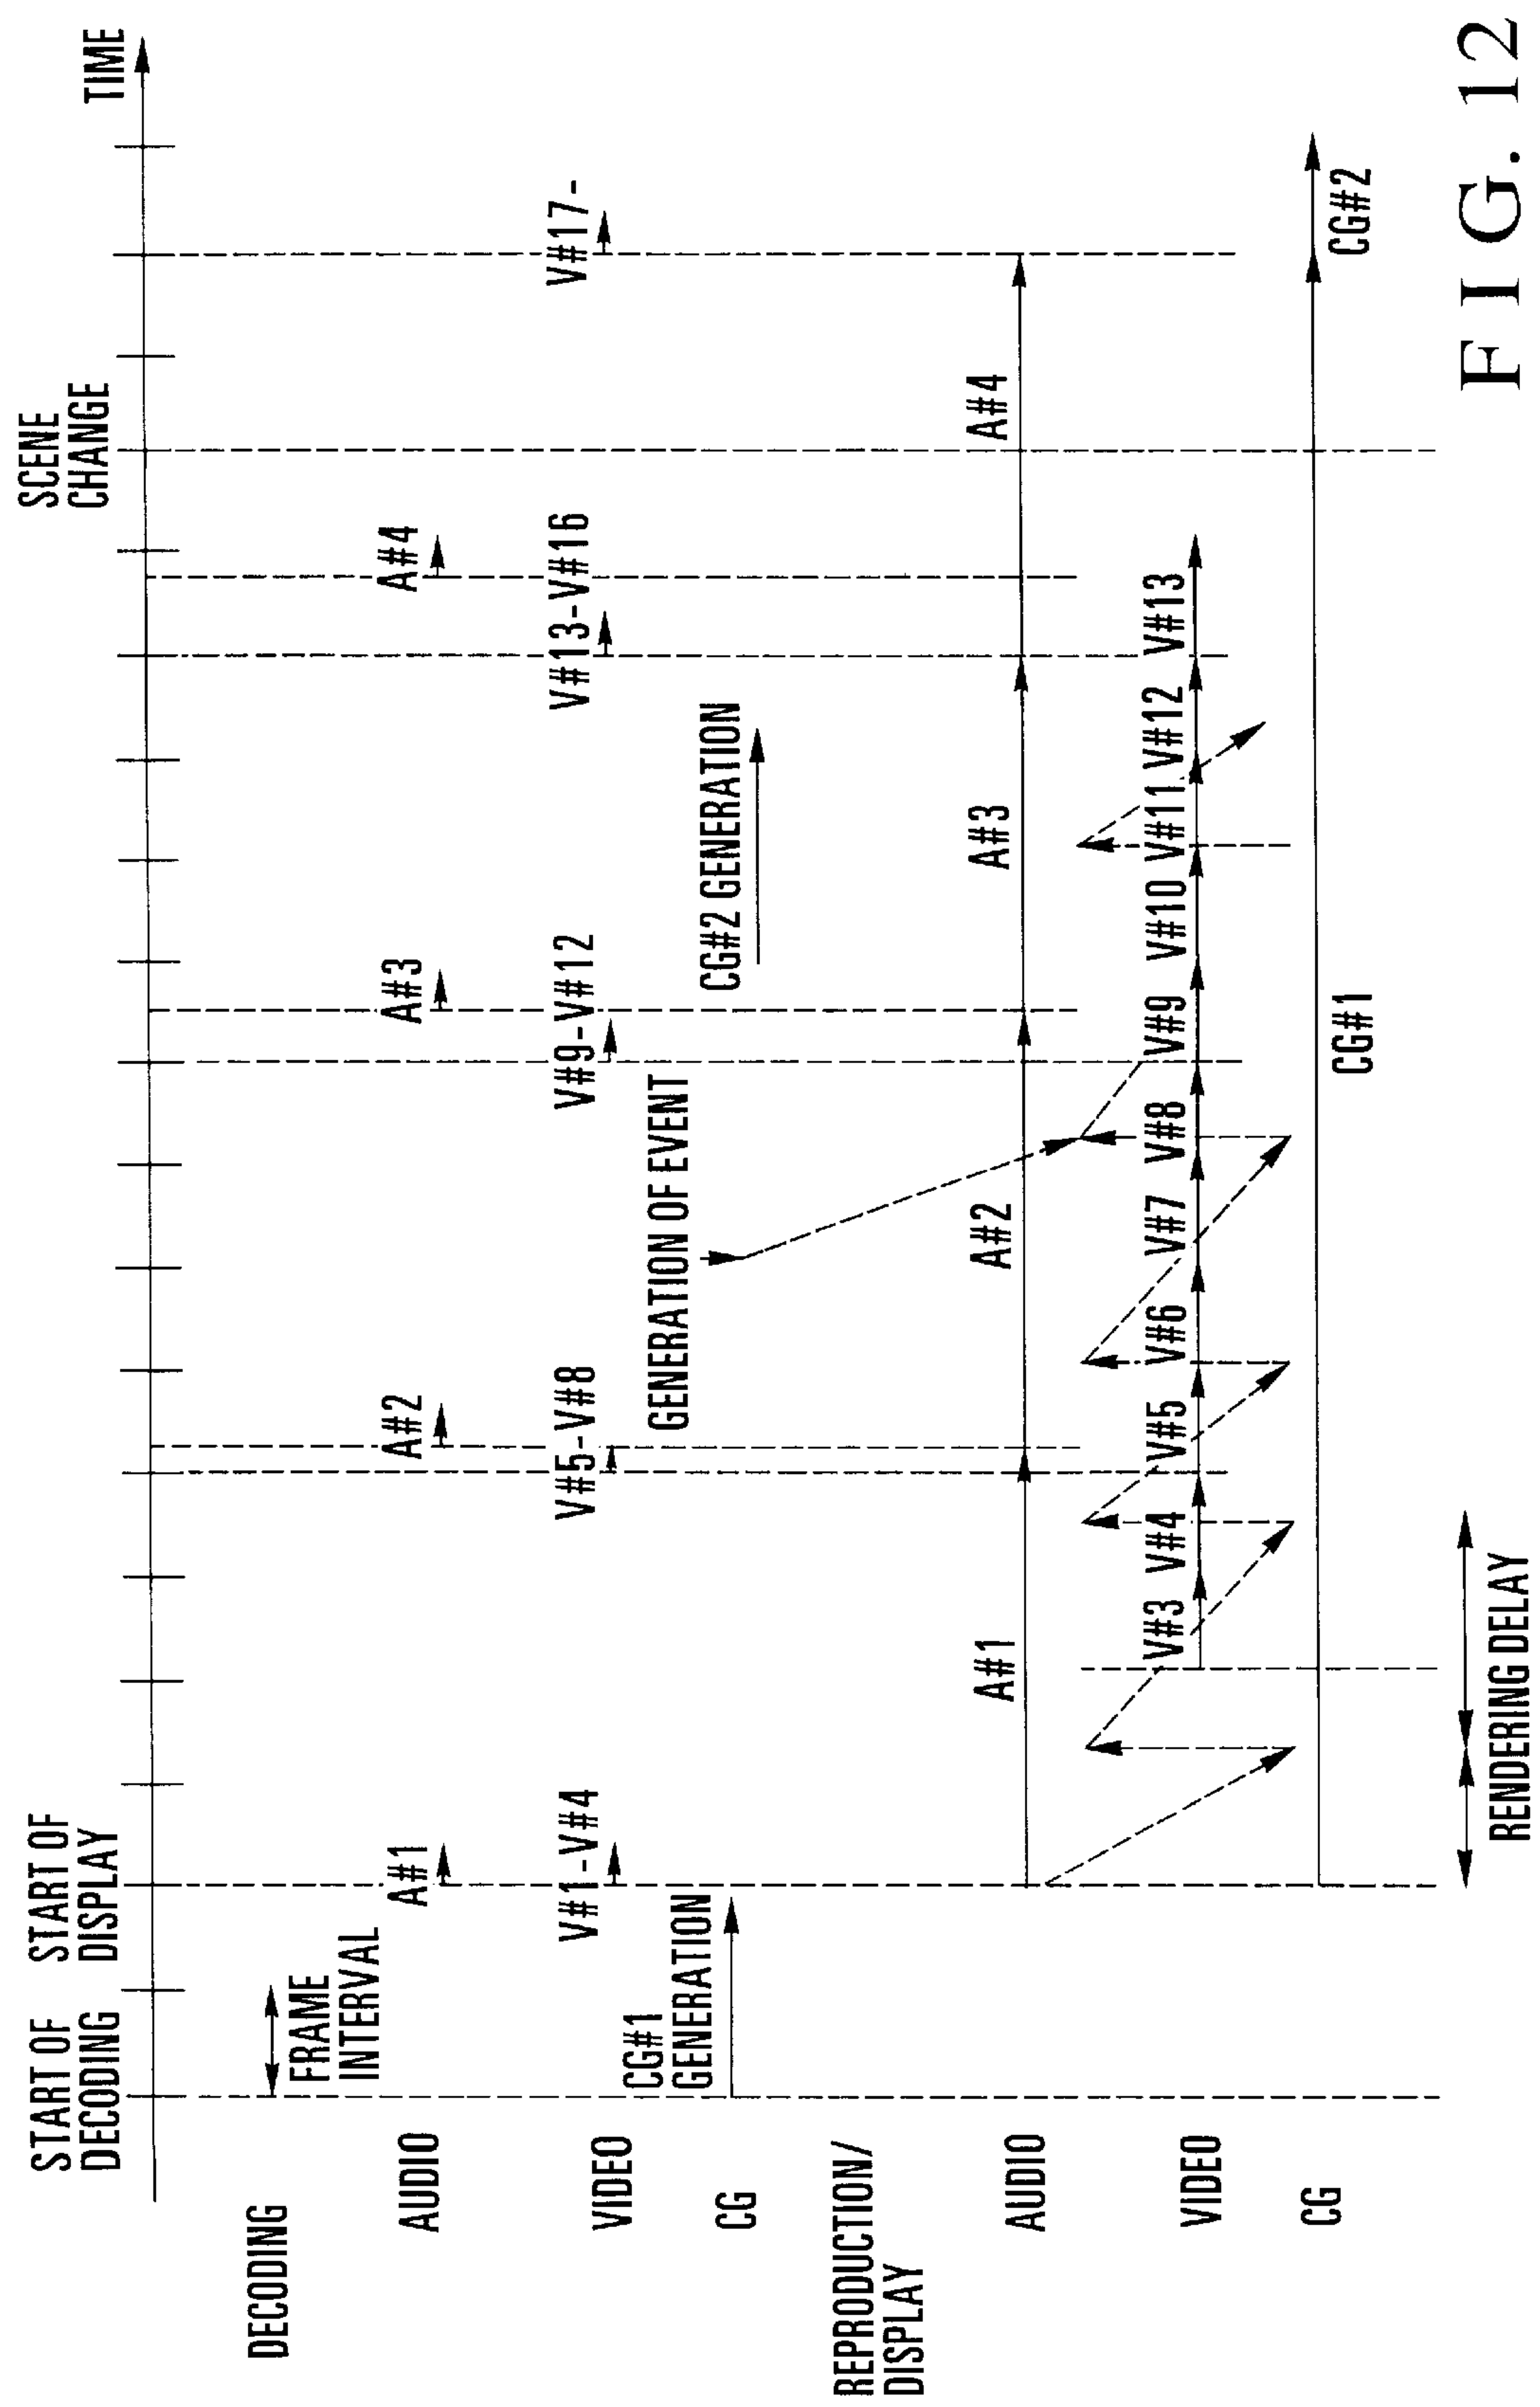 START OF
DECODING
START OF
DISPLAY
SCENE
CHANGE
TIME
DECODING
FRAME
INTERVAL
AUDIO
A#1
A#2
A#3
A#4
VIDEO
V#1-V#4
V#5-V#8
V#9-V#12
V#13-V#16
V#17-
CG
CG#1
GENERATION
GENERATION OF EVENT
CG#2 GENERATION
REPRODUCTION/
DISPLAY
AUDIO
A#1
A#2
A#3
A#4
VIDEO
V#3 V#4 V#5 V#6 V#7 V#8 V#9 V#10 V#11 V#12 V#13
CG
CG#1
CG#2
RENDERING DELAY
FIG. 12